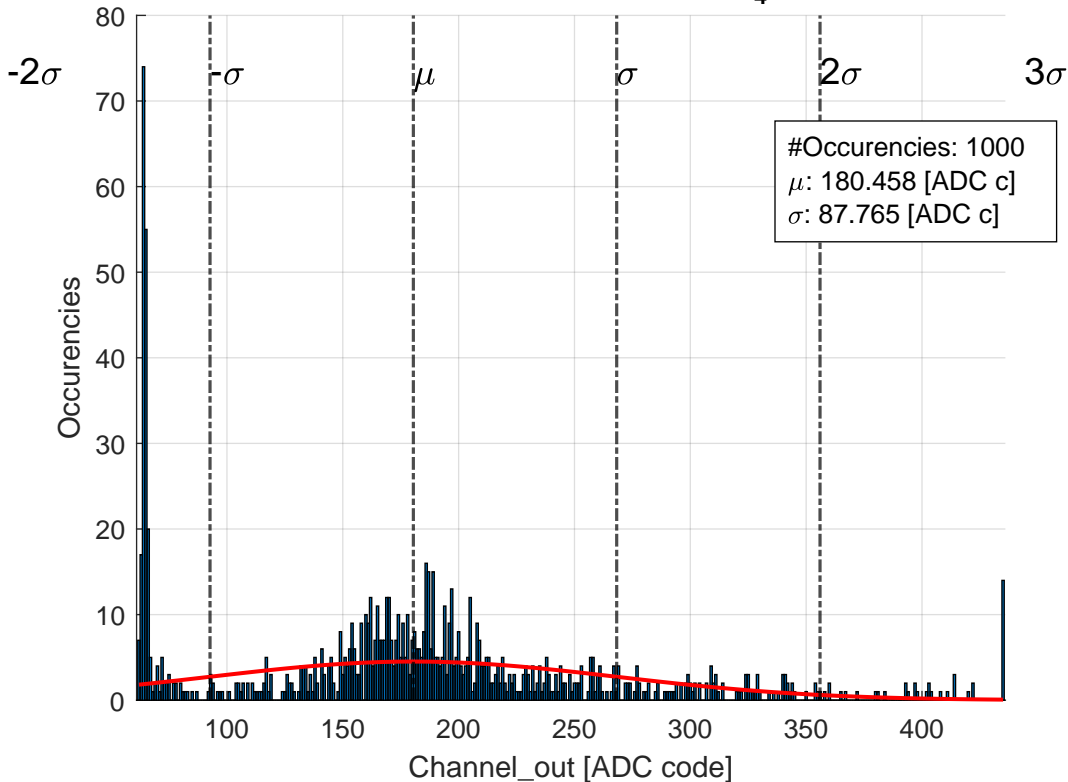 4
80
-2σ -σ μ σ 2σ 3σ
70
#Occurencies: 1000
μ: 180.458 [ADC c]
σ: 87.765 [ADC c]
60
50
40
30
20
10
0
Occurencies
100 150 200 250 300 350 400
Channel_out [ADC code]